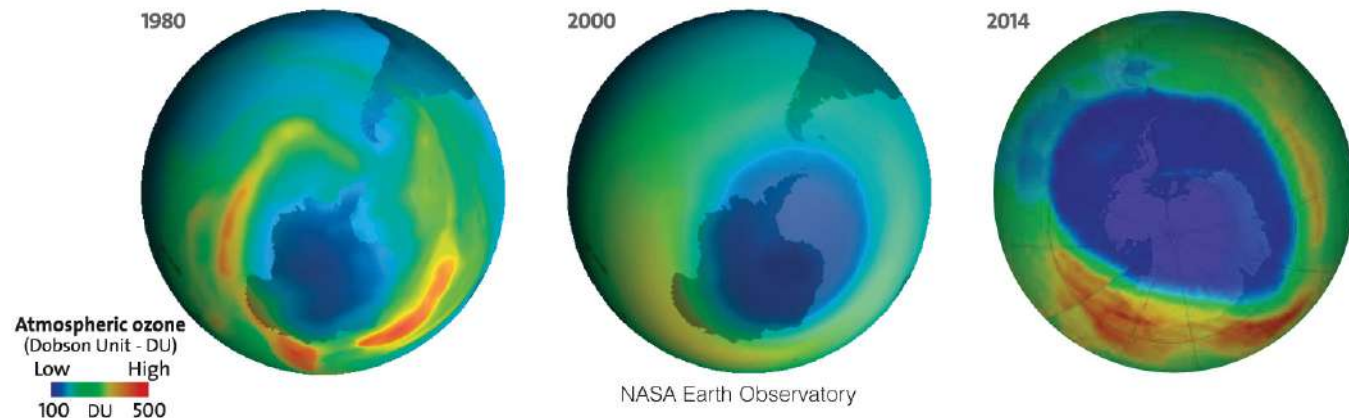 1980
2000
2014
Atmospheric ozone
(Dobson Unit - DU)
Low High
100 DU 500
NASA Earth Observatory